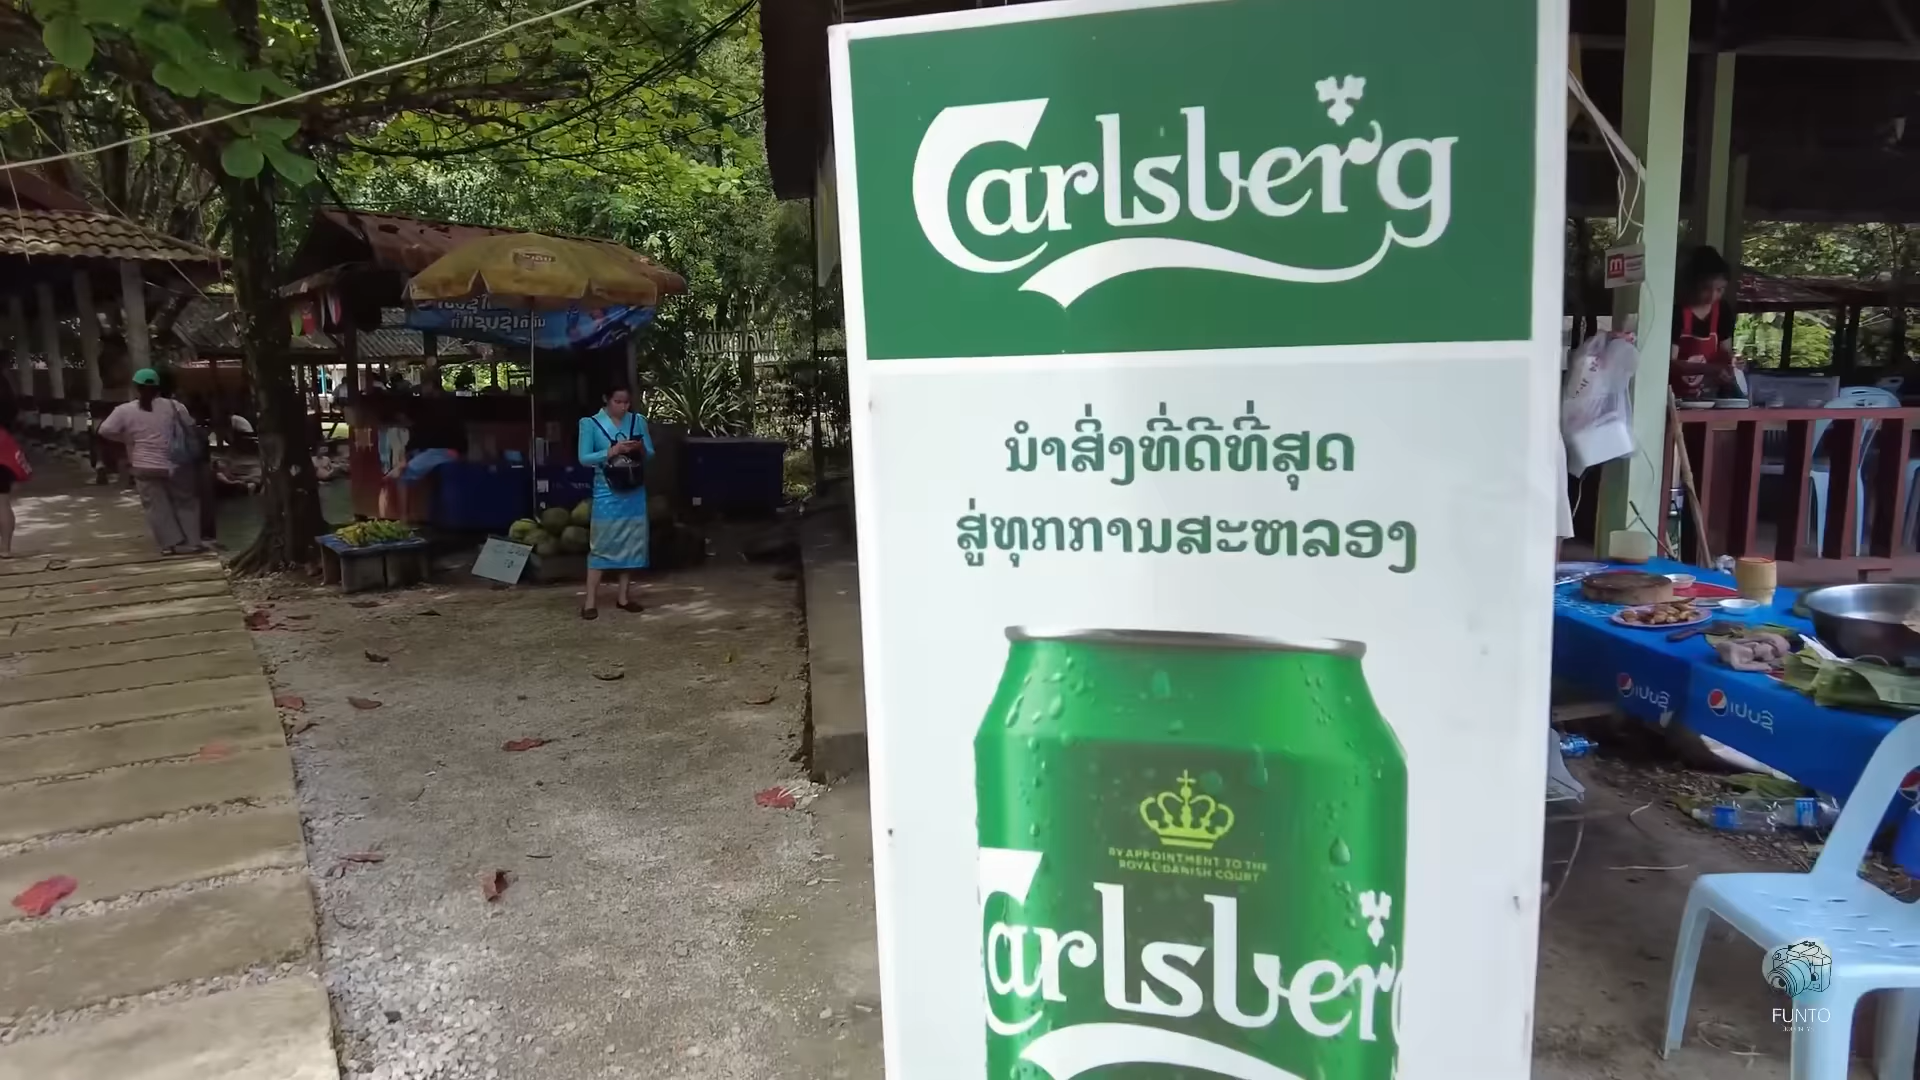 Carlsberg
ນຳສິ່ງທີ່ດີທີ່ສຸດ
ສູ່ທຸກການສະຫລອງ
BY APPOINTMENT TO THE
ROYAL DANISH COURT
Carlsberg
ເປບຊີ
ເປບຊີ
FUNTO